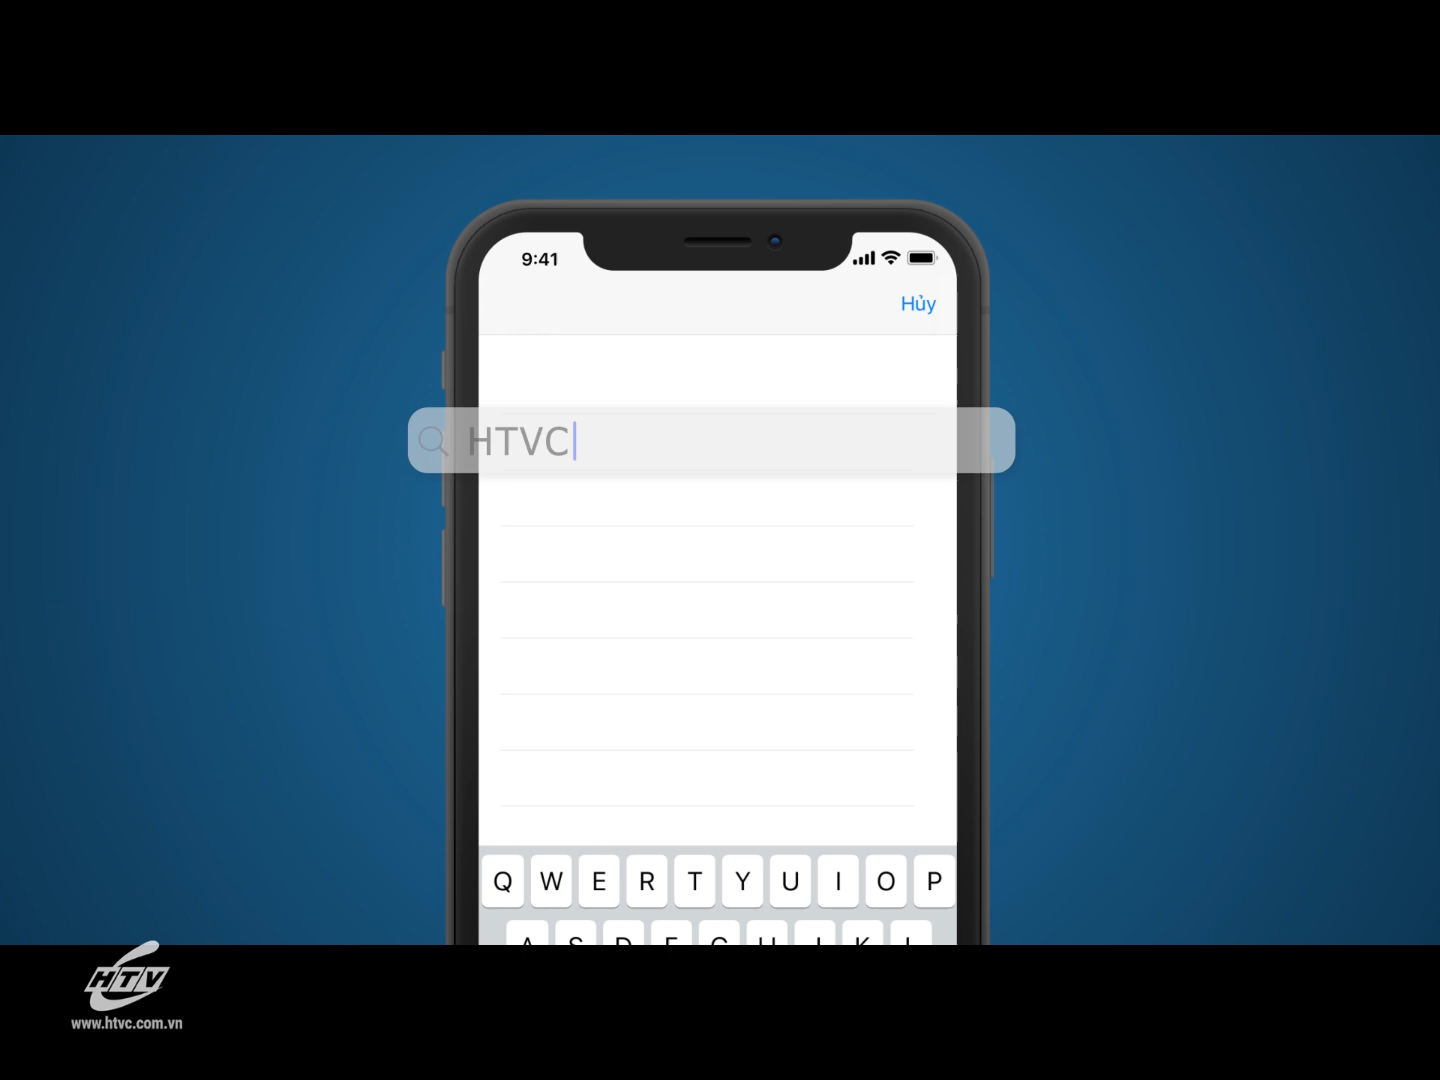 9:41
Hủy
HTVC
Q W E R T Y U I O P
A S D F G H J K L
HTV
www.htvc.com.vn